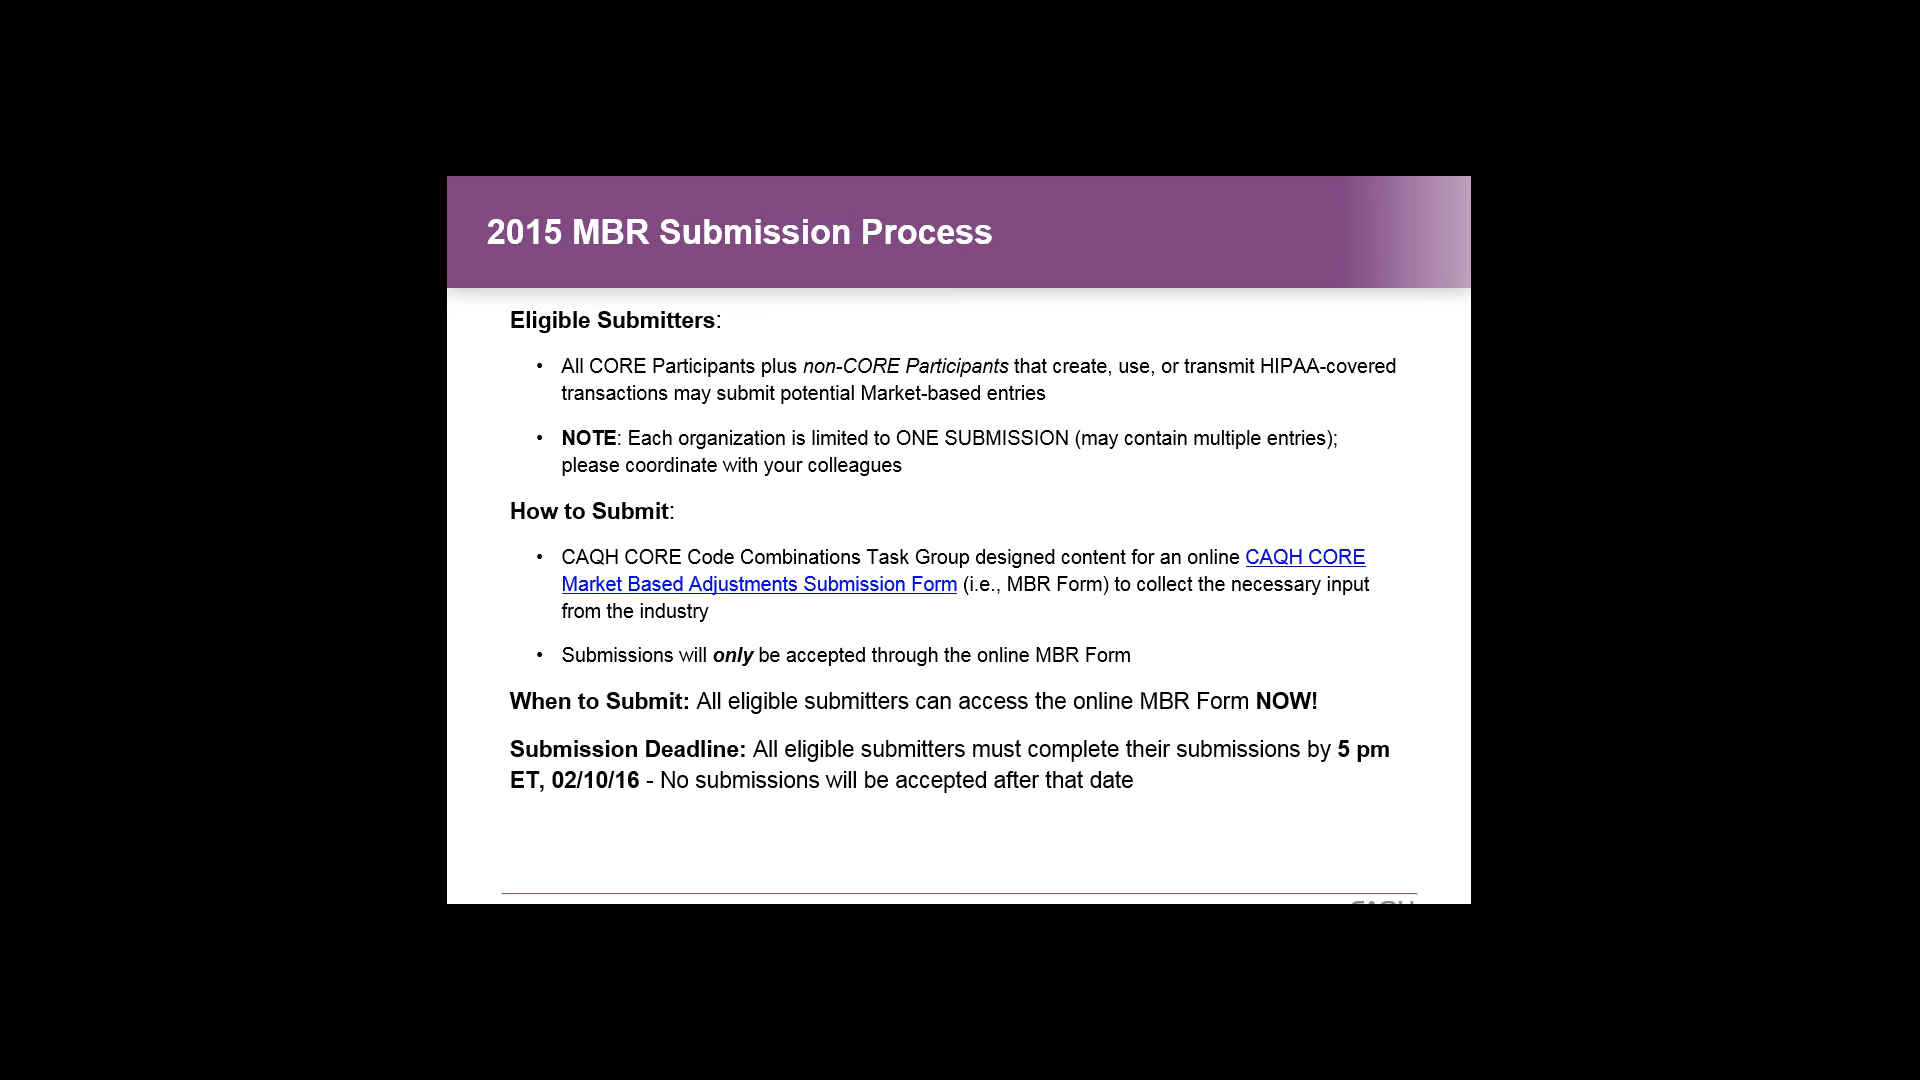 2015 MBR Submission Process
Eligible Submitters:
• All CORE Participants plus non-CORE Participants that create, use, or transmit HIPAA-covered
transactions may submit potential Market-based entries
• NOTE: Each organization is limited to ONE SUBMISSION (may contain multiple entries);
please coordinate with your colleagues
How to Submit:
• CAQH CORE Code Combinations Task Group designed content for an online CAQH CORE
Market Based Adjustments Submission Form (i.e., MBR Form) to collect the necessary input
from the industry
• Submissions will only be accepted through the online MBR Form
When to Submit: All eligible submitters can access the online MBR Form NOW!
Submission Deadline: All eligible submitters must complete their submissions by 5 pm
ET, 02/10/16 - No submissions will be accepted after that date